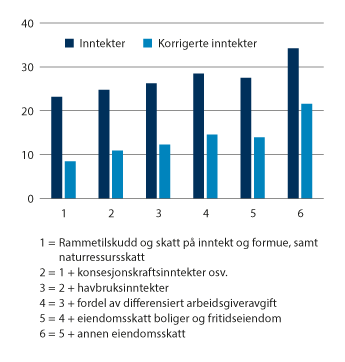 40
Inntekter Korrigerte inntekter
30
20
10
0
1 2 3 4 5 6
1 = Rammetilskudd og skatt på inntekt og formue, samt
naturressursskatt
2 = 1 + konsesjonskraftsinntekter osv.
3 = 2 + havbruksinntekter
4 = 3 + fordel av differensiert arbeidsgiveravgift
5 = 4 + eiendomsskatt boliger og fritidseiendom
6 = 5 + annen eiendomsskatt